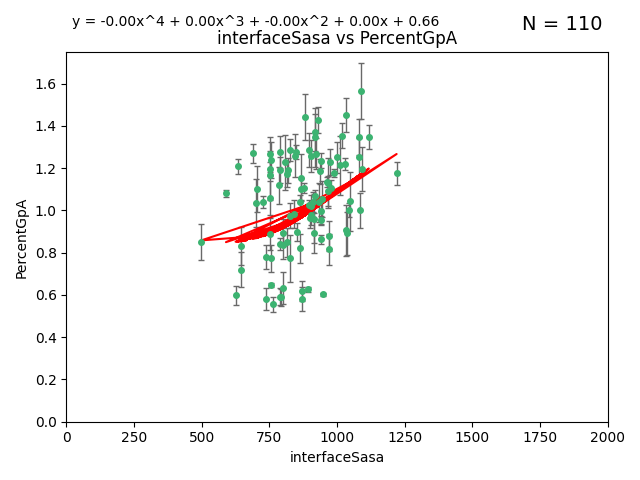 y = -0.00x^4 + 0.00x^3 + -0.00x^2 + 0.00x + 0.66
N = 110
interfaceSasa vs PercentGpA
1.6
1.4
1.2
1.0
0.8
0.6
0.4
0.2
0.0
PercentGpA
0 250 500 750 1000 1250 1500 1750 2000
interfaceSasa